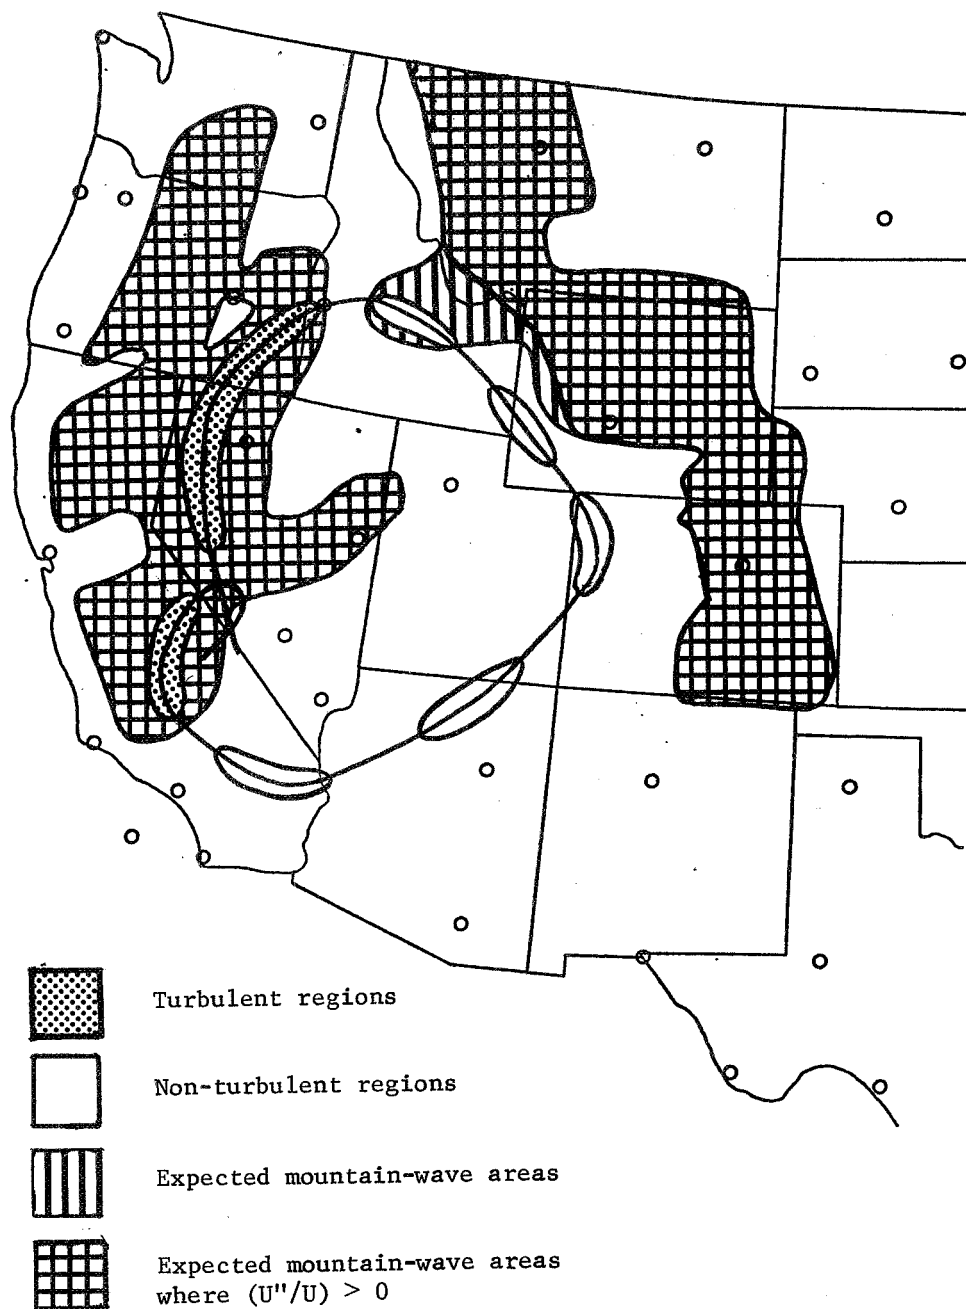 Turbulent regions
Non-turbulent regions
Expected mountain-wave areas
Expected mountain-wave areas
where (U"/U) > 0